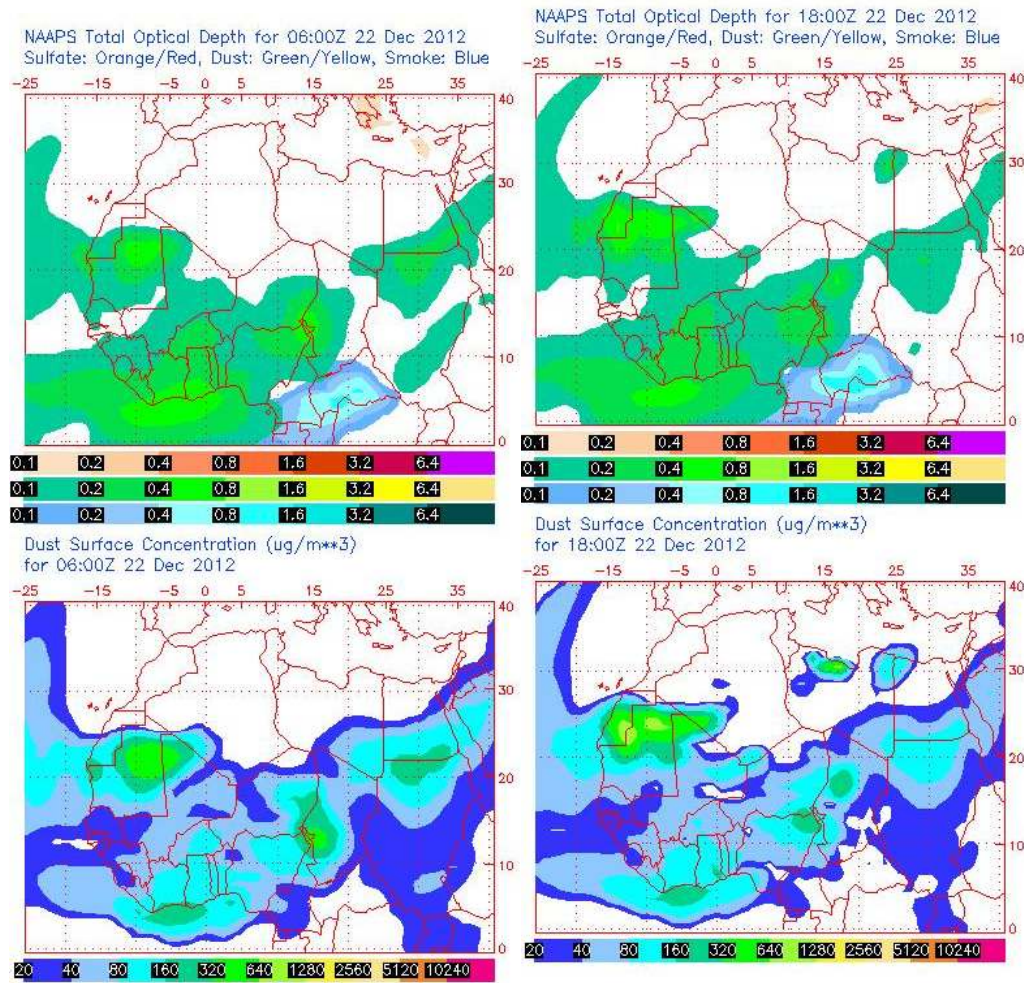 NAAPS Total Optical Depth for 06:00Z 22 Dec 2012
Sulfate: Orange/Red, Dust: Green/Yellow, Smoke: Blue
-25 -15 -5 0 5 15 25 35
40
30
20
10
0
0.1 0.2 0.4 0.8 1.6 3.2 6.4
0.1 0.2 0.4 0.8 1.6 3.2 6.4
0.1 0.2 0.4 0.8 1.6 3.2 6.4
NAAPS Total Optical Depth for 18:00Z 22 Dec 2012
Sulfate: Orange/Red, Dust: Green/Yellow, Smoke: Blue
-25 -15 -5 0 5 15 25 35
40
30
20
10
0
0.1 0.2 0.4 0.8 1.6 3.2 6.4
0.1 0.2 0.4 0.8 1.6 3.2 6.4
0.1 0.2 0.4 0.8 1.6 3.2 6.4
Dust Surface Concentration (ug/m**3)
for 06:00Z 22 Dec 2012
-25 -15 -5 0 5 15 25 35
40
30
20
10
0
20 40 80 160 320 640 1280 2560 5120 10240
Dust Surface Concentration (ug/m**3)
for 18:00Z 22 Dec 2012
-25 -15 -5 0 5 15 25 35
40
30
20
10
0
20 40 80 160 320 640 1280 2560 5120 10240